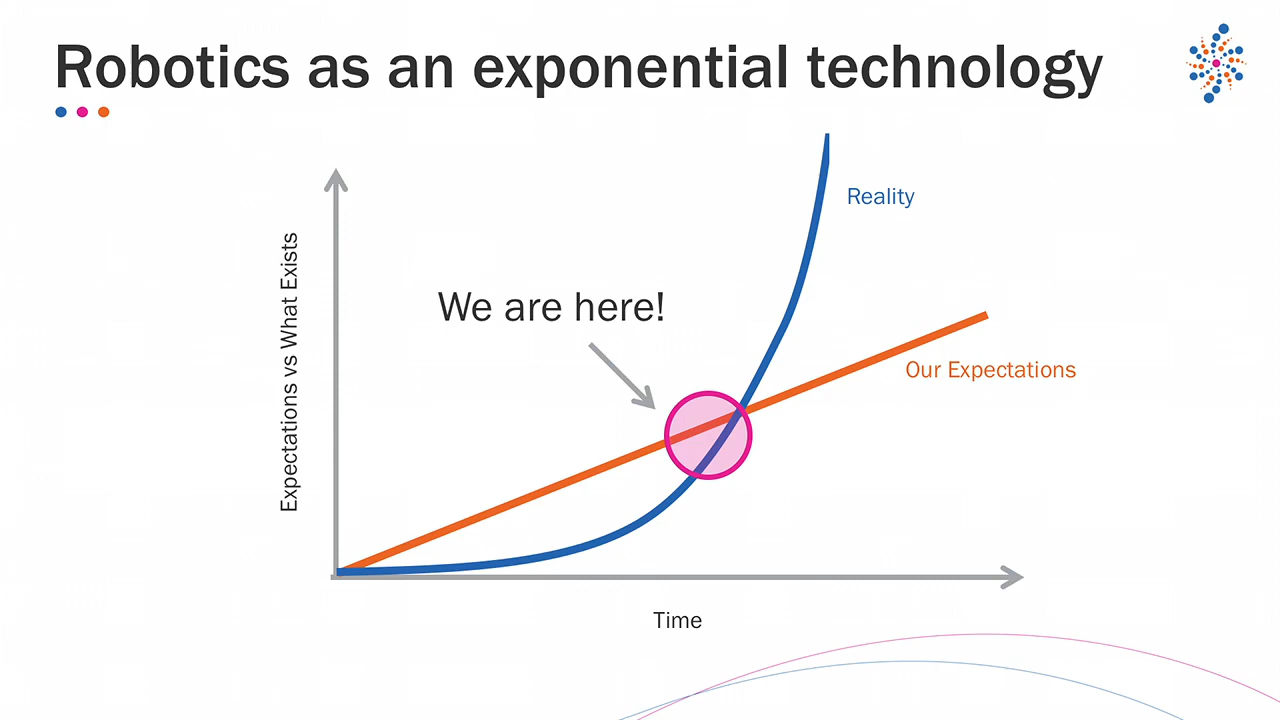 Robotics as an exponential technology
Reality
Expectations vs What Exists
We are here!
Our Expectations
Time